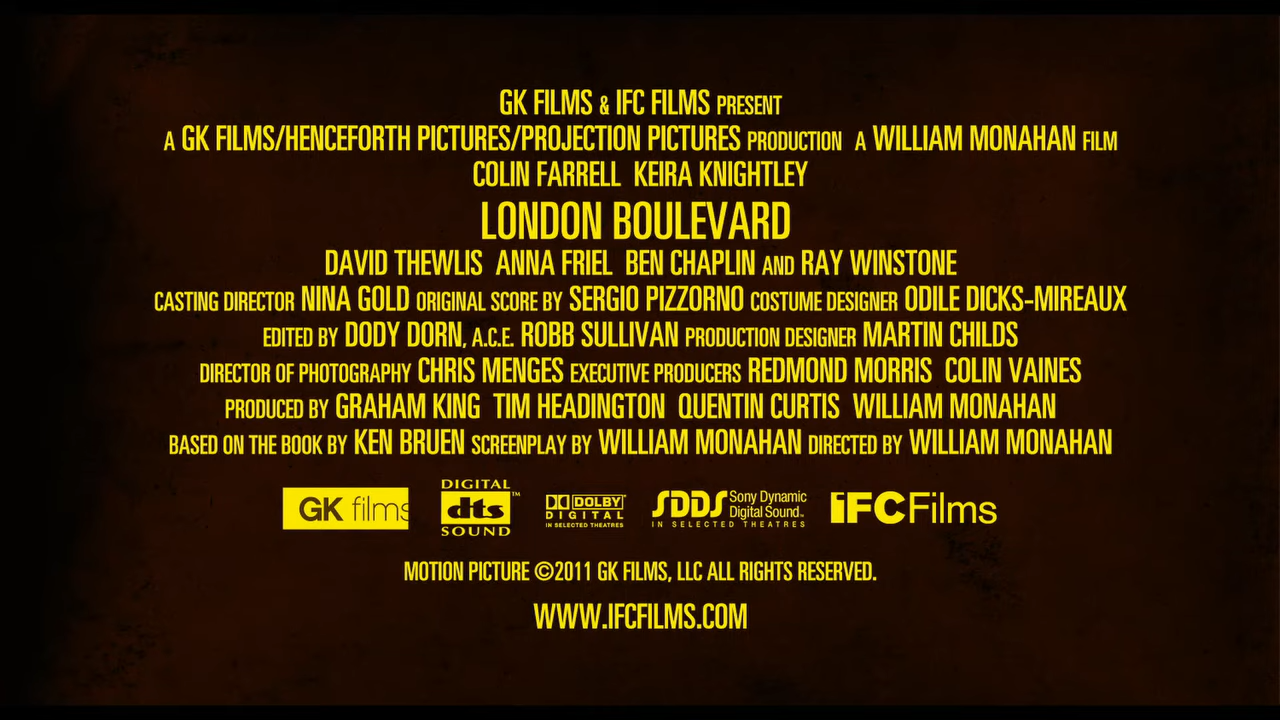 GK FILMS & IFC FILMS PRESENT
A GK FILMS/HENCEFORTH PICTURES/PROJECTION PICTURES PRODUCTION A WILLIAM MONAHAN FILM
COLIN FARRELL KEIRA KNIGHTLEY
LONDON BOULEVARD
DAVID THEWLIS ANNA FRIEL BEN CHAPLIN AND RAY WINSTONE
CASTING DIRECTOR NINA GOLD ORIGINAL SCORE BY SERGIO PIZZORNO COSTUME DESIGNER ODILE DICKS-MIREAUX
EDITED BY DODY DORN, A.C.E. ROBB SULLIVAN PRODUCTION DESIGNER MARTIN CHILDS
DIRECTOR OF PHOTOGRAPHY CHRIS MENGES EXECUTIVE PRODUCERS REDMOND MORRIS COLIN VAINES
PRODUCED BY GRAHAM KING TIM HEADINGTON QUENTIN CURTIS WILLIAM MONAHAN
BASED ON THE BOOK BY KEN BRUEN SCREENPLAY BY WILLIAM MONAHAN DIRECTED BY WILLIAM MONAHAN
GK films
DIGITAL
dts™
SOUND
DOLBY
DIGITAL
IN SELECTED THEATRES
SDDS Sony Dynamic
Digital Sound™
IN SELECTED THEATRES
IFC Films
MOTION PICTURE ©2011 GK FILMS, LLC ALL RIGHTS RESERVED.
WWW.IFCFILMS.COM